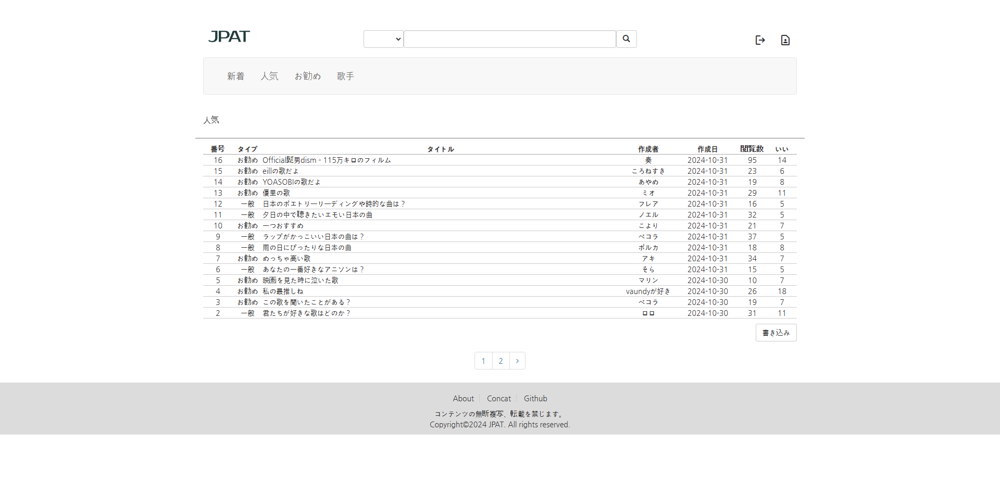 JPAT
新着 人気 お勧め 歌手
人気
番号 タイプ タイトル 作成者 作成日 閲覧数 いい
16 お勧め Official髭男dism - 115万キロのフィルム 奏 2024-10-31 95 14
15 お勧め eillの歌だよ ころねすき 2024-10-31 23 6
14 お勧め YOASOBIの歌だよ あやめ 2024-10-31 19 8
13 お勧め 優里の歌 ミオ 2024-10-31 29 11
12 一般 日本のポエトリーリーディングや詩的な曲は？ フレア 2024-10-31 16 5
11 一般 夕日の中で聴きたいエモい日本の曲 ノエル 2024-10-31 32 5
10 お勧め 一つおすすめ こより 2024-10-31 21 7
9 一般 ラップがかっこいい日本の曲は？ ペコラ 2024-10-31 37 5
8 一般 雨の日にぴったりな日本の曲 ポルカ 2024-10-31 18 8
7 お勧め めっちゃ高い歌 アキ 2024-10-31 34 7
6 一般 あなたの一番好きなアニソンは？ そら 2024-10-31 15 5
5 お勧め 映画を見た時に泣いた歌 マリン 2024-10-30 10 7
4 お勧め 私の最推しね vaundyが好き 2024-10-30 26 18
3 お勧め この歌を聞いたことがある？ ペコラ 2024-10-30 19 7
2 一般 君たちが好きな歌はどのか？ ロロ 2024-10-30 31 11
書き込み
1 2 >
About Concat Github
コンテンツの無断複写、転載を禁じます。
Copyright©2024 JPAT. All rights reserved.